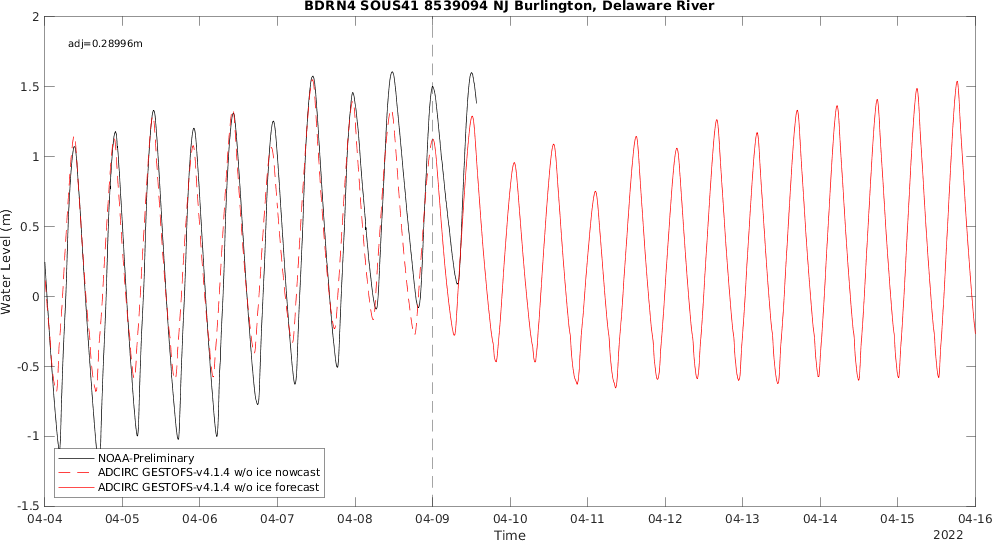 BDRN4 SOUS41 8539094 NJ Burlington, Delaware River
adj=0.28996m
2
1.5
1
0.5
0
-0.5
-1
-1.5
Water Level (m)
NOAA-Preliminary
ADCIRC GESTOFS-v4.1.4 w/o ice nowcast
ADCIRC GESTOFS-v4.1.4 w/o ice forecast
04-04 04-05 04-06 04-07 04-08 04-09 04-10 04-11 04-12 04-13 04-14 04-15 04-16
Time
2022